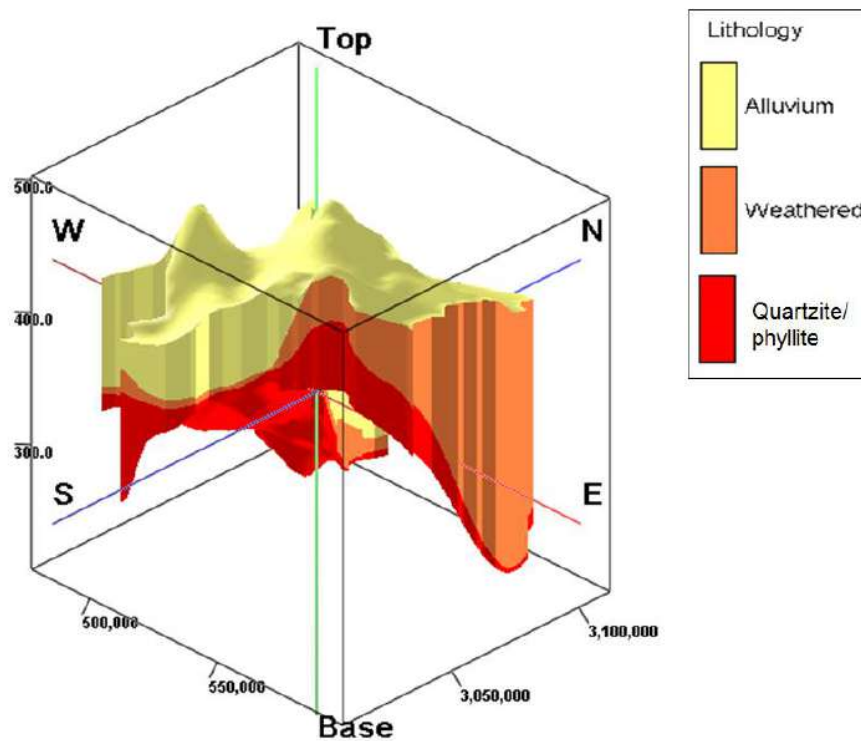 Top
500.0
W
N
400.0
300.0
S
E
500,000
550,000
Base
3,050,000
3,100,000
Lithology
Alluvium
Weathered
Quartzite/
phyllite